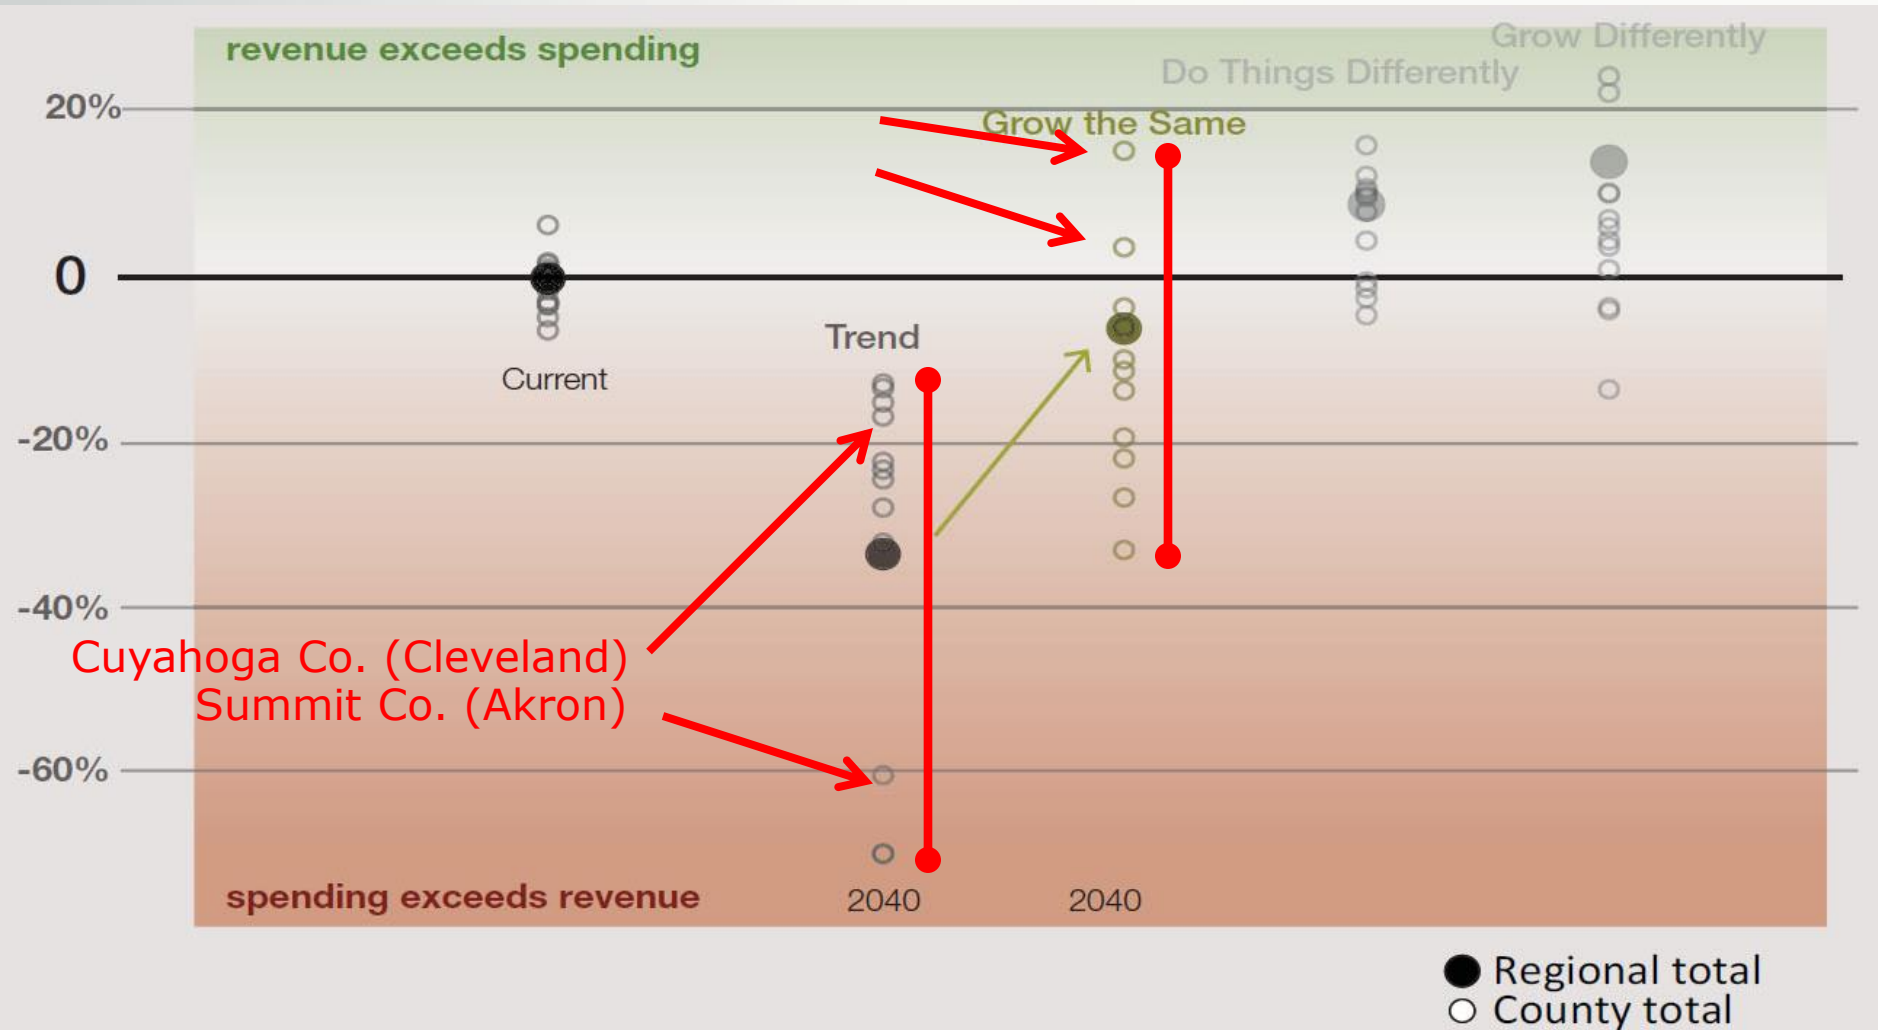 Grow Differently
revenue exceeds spending
Do Things Differently
20%
Grow the Same
0
Trend
Current
-20%
-40%
Cuyahoga Co. (Cleveland)
Summit Co. (Akron)
-60%
spending exceeds revenue
2040
2040
Regional total
County total